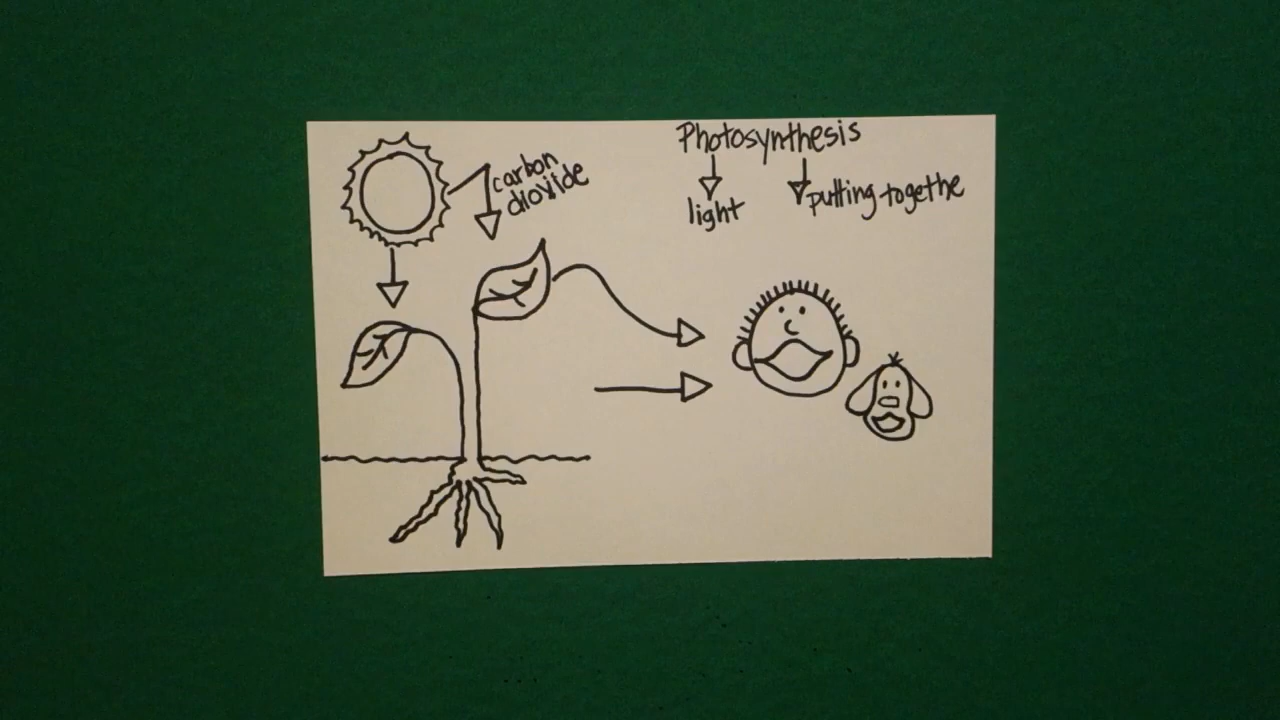 Photosynthesis
carbon
dioxide
light
putting togethe